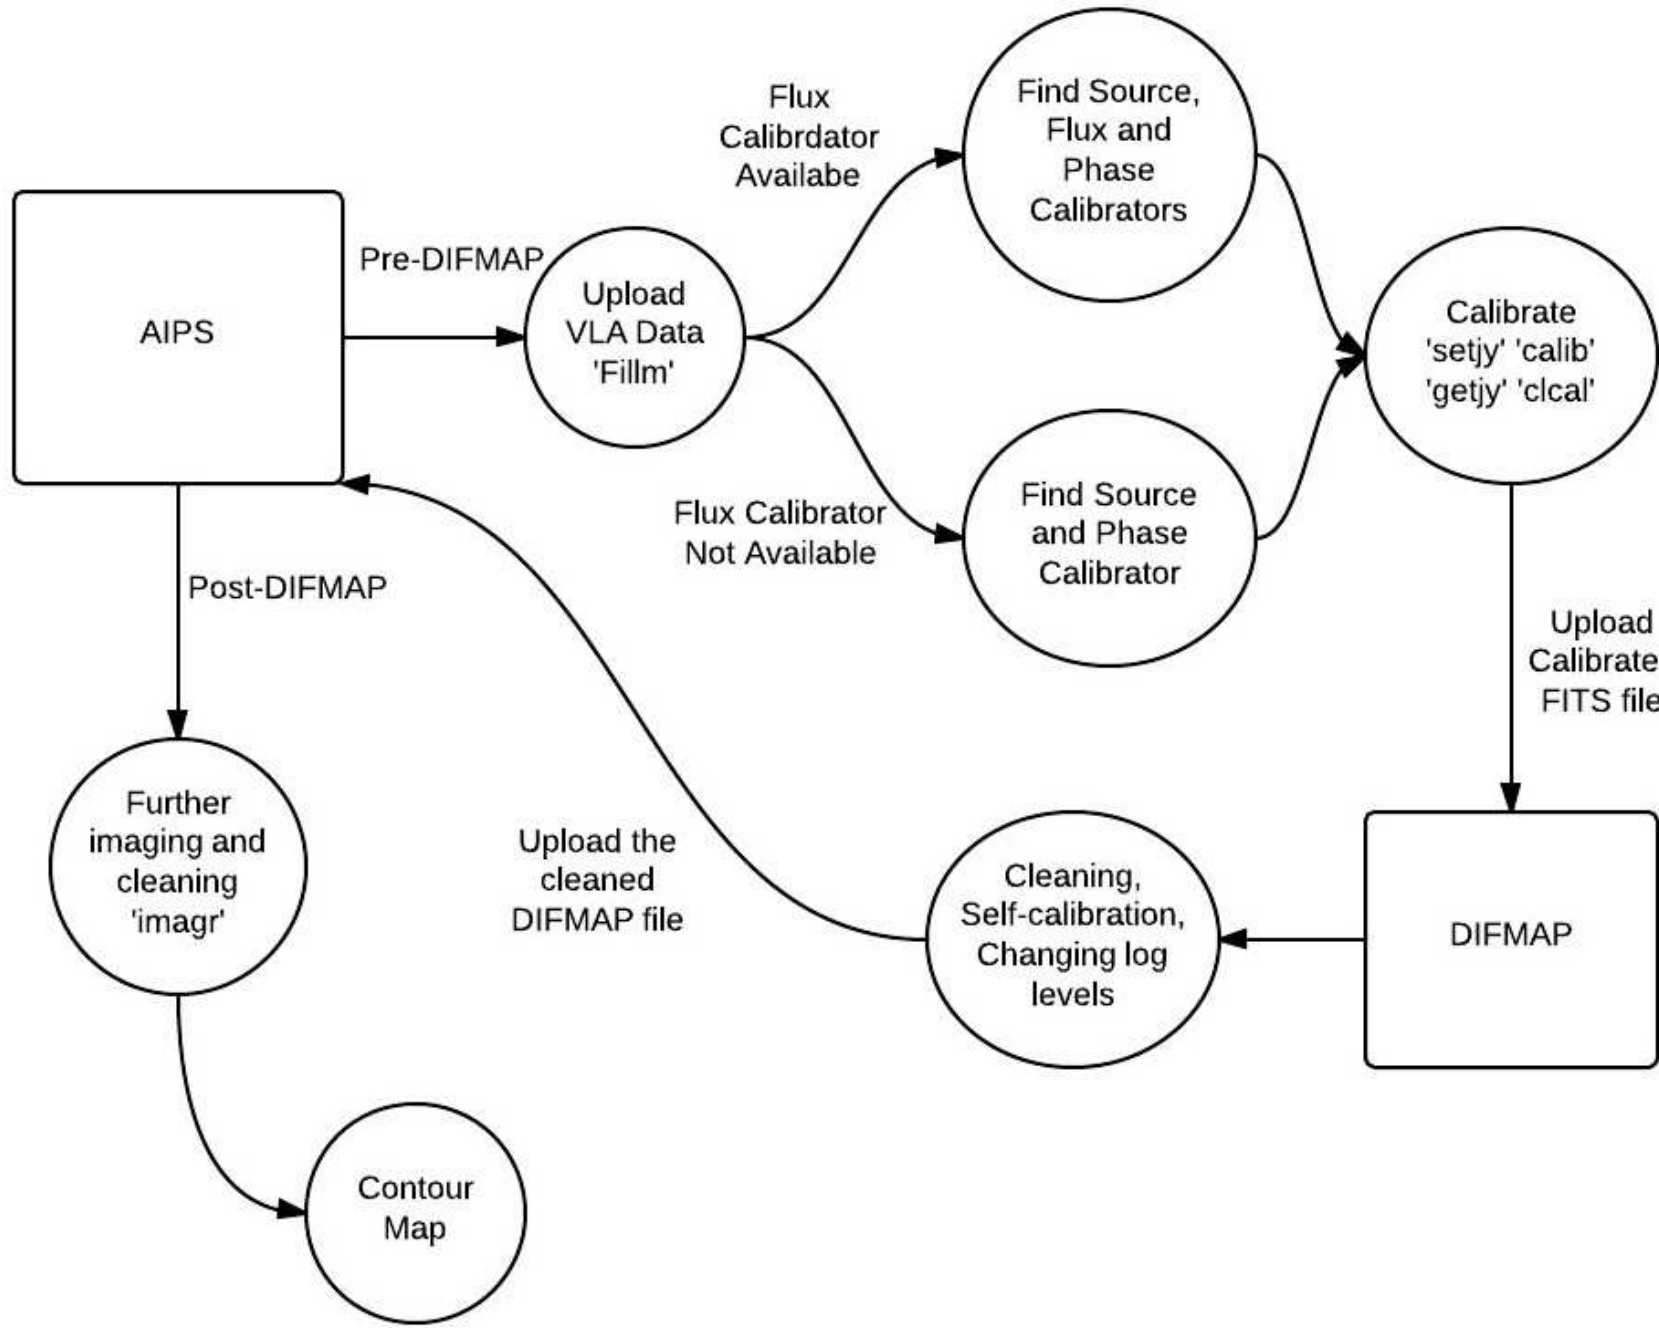 AIPS
Pre-DIFMAP
Upload
VLA Data
'Fillm'
Flux
Calibrdator
Availabe
Find Source,
Flux and
Phase
Calibrators
Flux Calibrator
Not Available
Find Source
and Phase
Calibrator
Calibrate
'setjy' 'calib'
'getjy' 'clcal'
Upload
Calibrate
FITS file
DIFMAP
Cleaning,
Self-calibration,
Changing log
levels
Upload the
cleaned
DIFMAP file
Post-DIFMAP
Further
imaging and
cleaning
'imagr'
Contour
Map